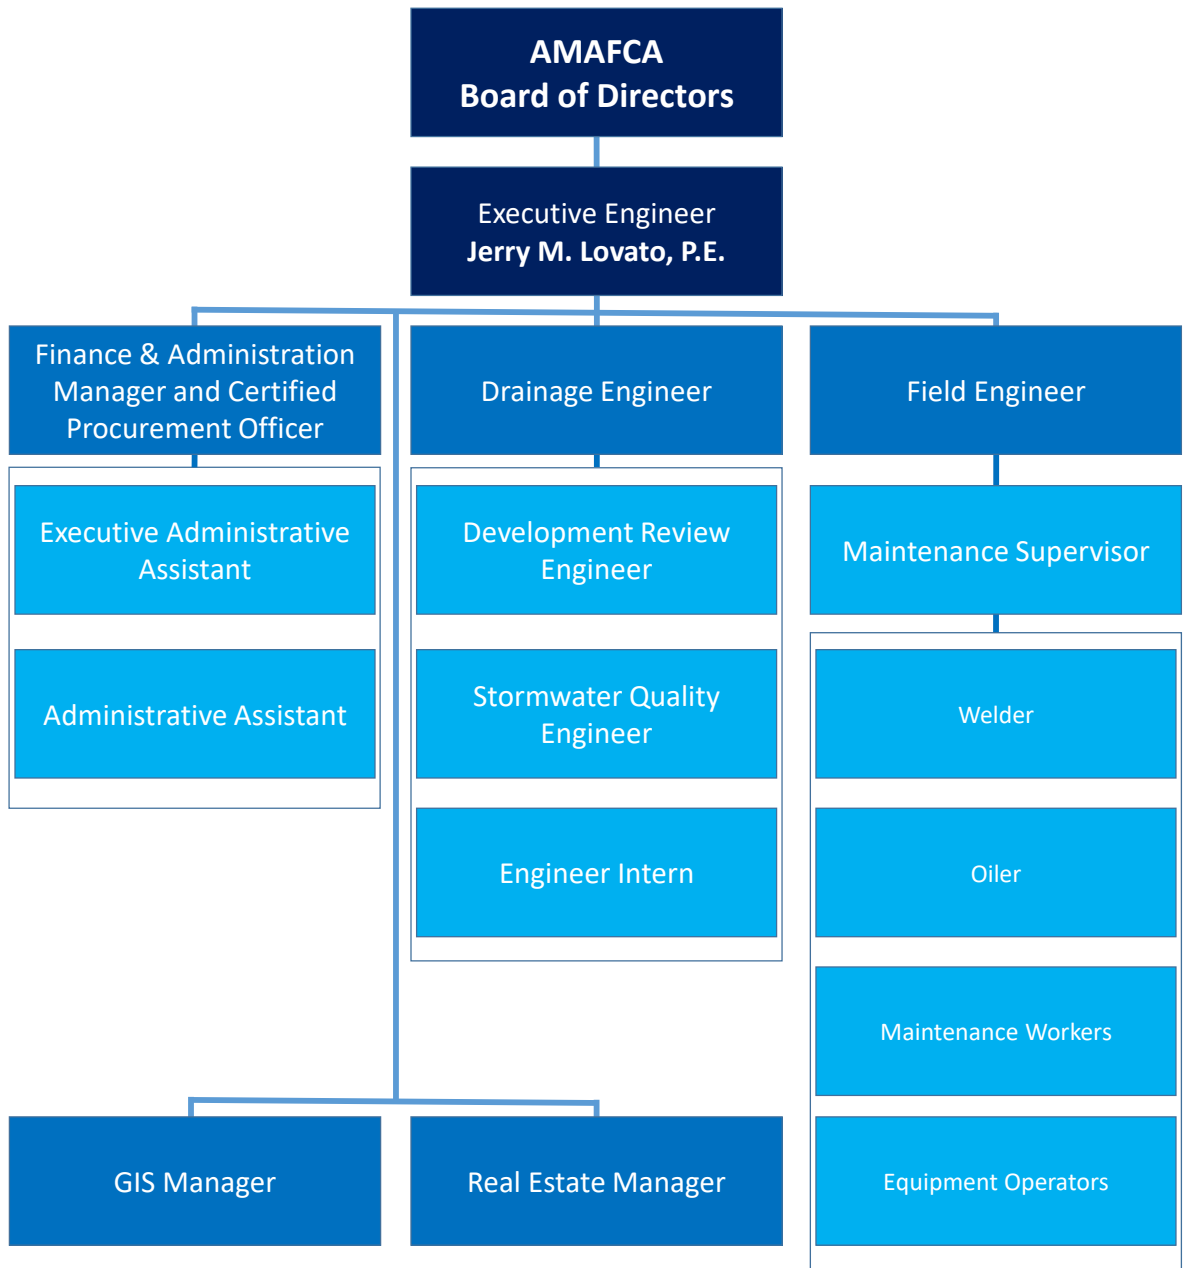 AMAFCA
Board of Directors
Executive Engineer
Jerry M. Lovato, P.E.
Finance & Administration
Manager and Certified
Procurement Officer
Drainage Engineer
Field Engineer
Executive Administrative
Assistant
Development Review
Engineer
Maintenance Supervisor
Administrative Assistant
Stormwater Quality
Engineer
Welder
Engineer Intern
Oiler
Maintenance Workers
GIS Manager
Real Estate Manager
Equipment Operators